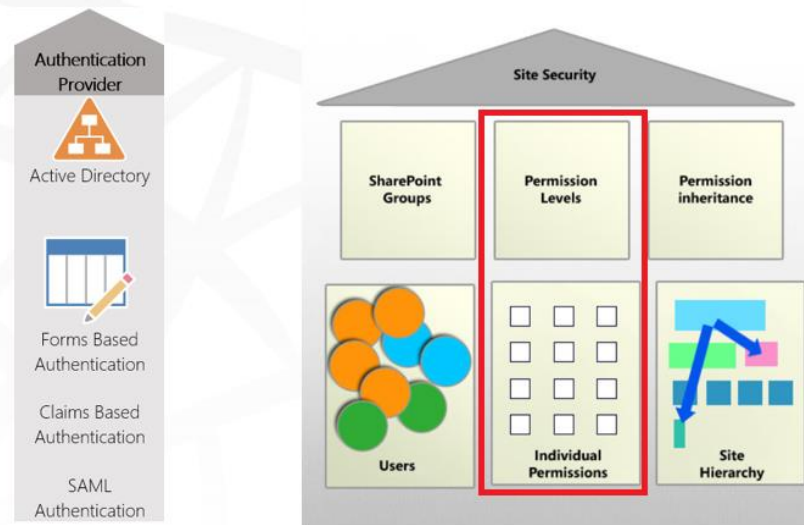 Authentication
Provider
Active Directory
Forms Based
Authentication
Claims Based
Authentication
SAML
Authentication
Site Security
SharePoint
Groups
Permission
Levels
Permission
inheritance
Users
Individual
Permissions
Site
Hierarchy